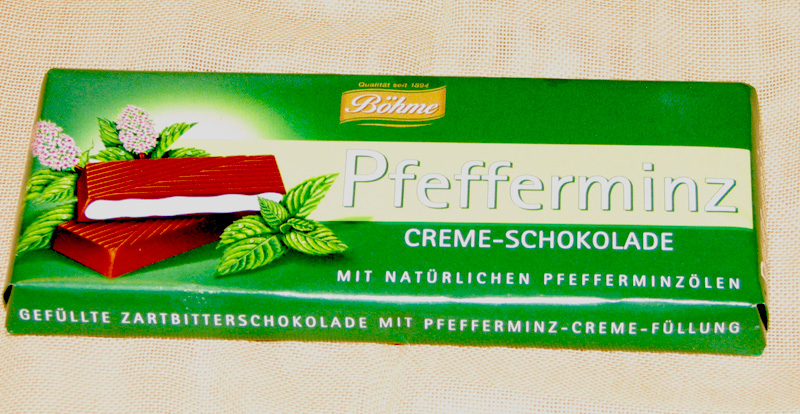 Qualität seit 1894
Böhme
Pfefferminz
CREME-SCHOKOLADE
MIT NATÜRLICHEN PFEFFERMINZÖLEN
GEFÜLLTE ZARTBITTERSCHOKOLADE MIT PFEFFERMINZ-CREME-FÜLLUNG